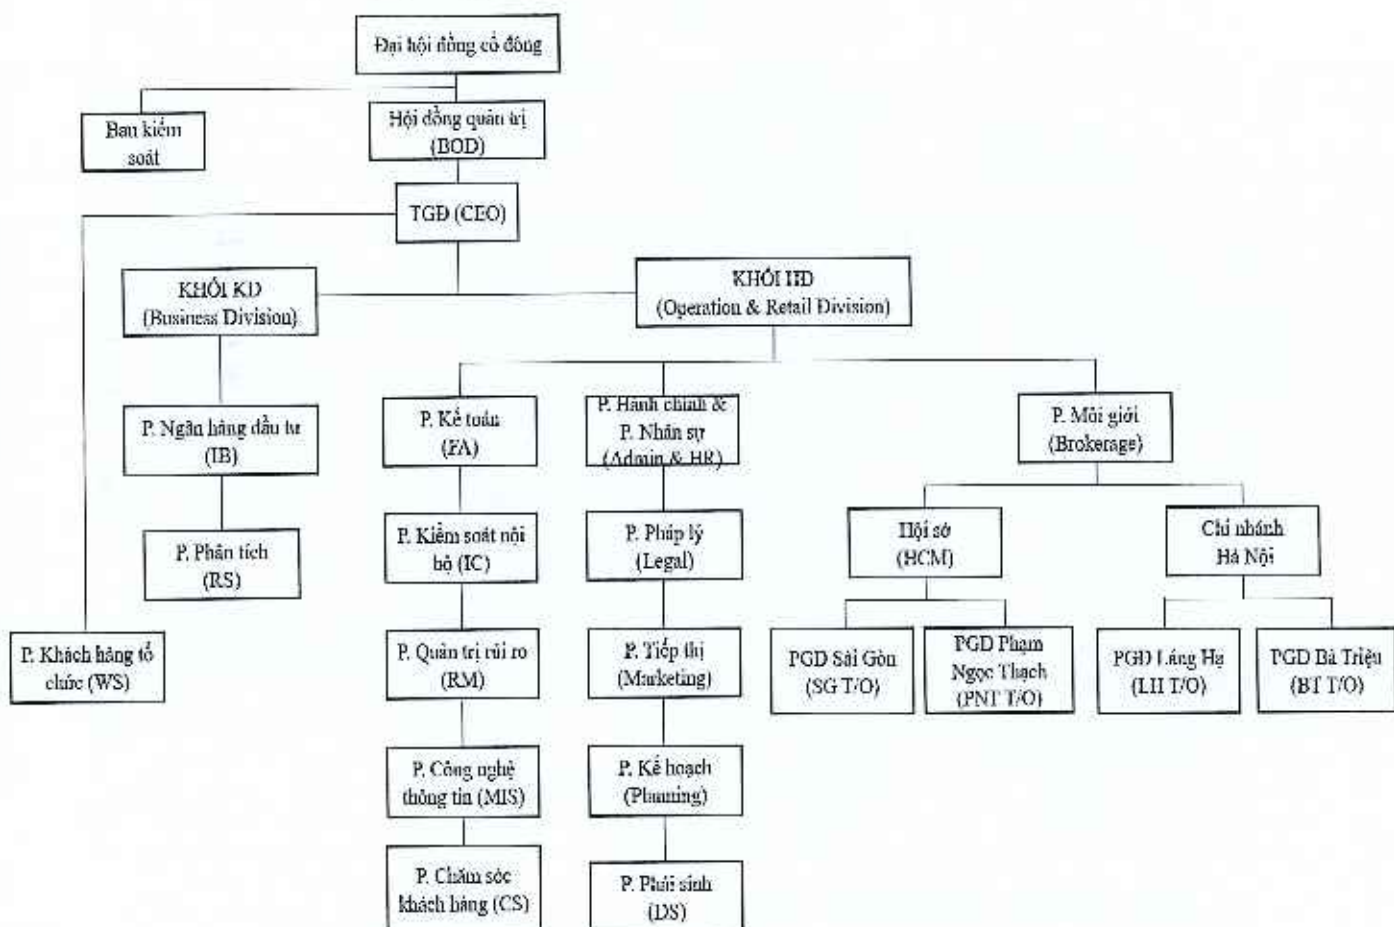 Đại hội đồng cổ đông
Ban kiểm
soát
Hội đồng quản trị
(BOD)
TGĐ (CEO)
KHỐI KD
(Business Division)
KHỐI HĐ
(Operation & Retail Division)
P. Ngân hàng đầu tư
(IB)
P. Kế toán
(FA)
P. Hành chính &
P. Nhân sự
(Admin & HR)
P. Môi giới
(Brokerage)
P. Phân tích
(RS)
P. Kiểm soát nội
bộ (IC)
P. Pháp lý
(Legal)
Hội sở
(HCM)
Chi nhánh
Hà Nội
P. Khách hàng tổ
chức (WS)
P. Quản trị rủi ro
(RM)
P. Tiếp thị
(Marketing)
PGD Sài Gòn
(SG T/O)
PGD Phạm
Ngọc Thạch
(PNT T/O)
PGD Láng Hạ
(LH T/O)
PGD Bà Triệu
(BT T/O)
P. Công nghệ
thông tin (MIS)
P. Kế hoạch
(Planning)
P. Chăm sóc
khách hàng (CS)
P. Phái sinh
(DS)